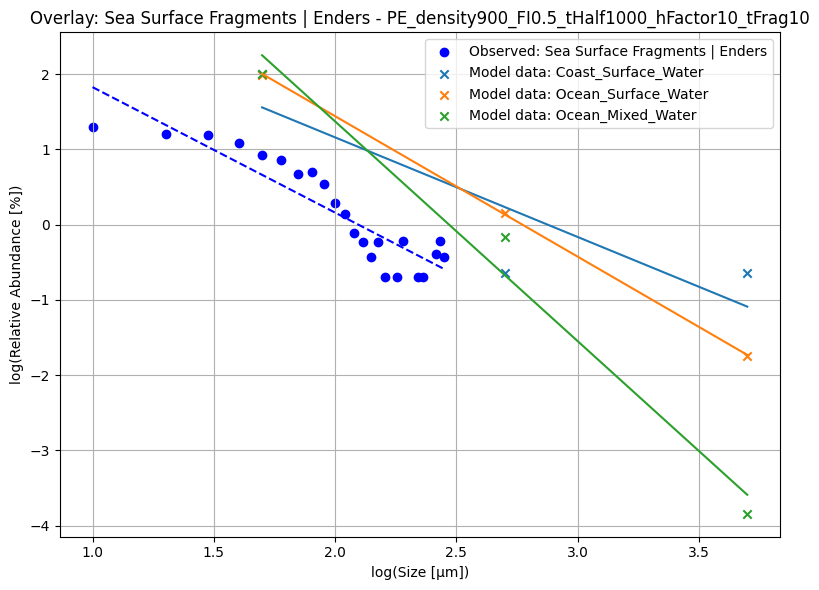 Overlay: Sea Surface Fragments | Enders - PE_density900_FI0.5_tHalf1000_hFactor10_tFrag10
Observed: Sea Surface Fragments | Enders
Model data: Coast_Surface_Water
Model data: Ocean_Surface_Water
Model data: Ocean_Mixed_Water
log(Relative Abundance [%])
2
1
0
−1
−2
−3
−4
1.0
1.5
2.0
2.5
3.0
3.5
log(Size [µm])